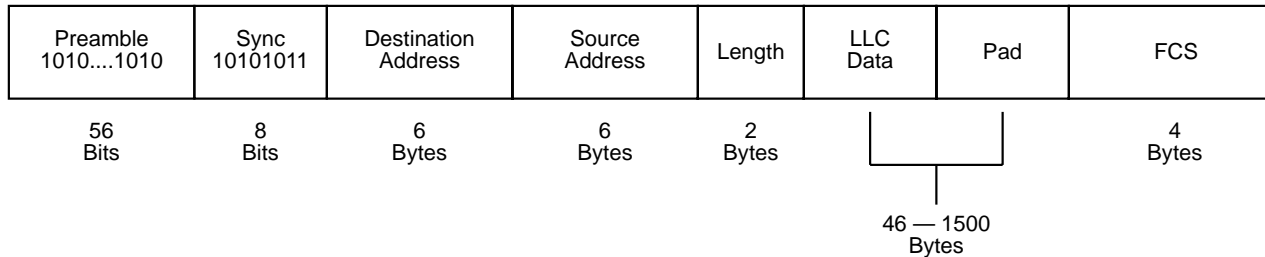 Preamble
1010....1010
Sync
10101011
Destination
Address
Source
Address
Length
LLC
Data
Pad
FCS
56
Bits
8
Bits
6
Bytes
6
Bytes
2
Bytes
4
Bytes
46 — 1500
Bytes